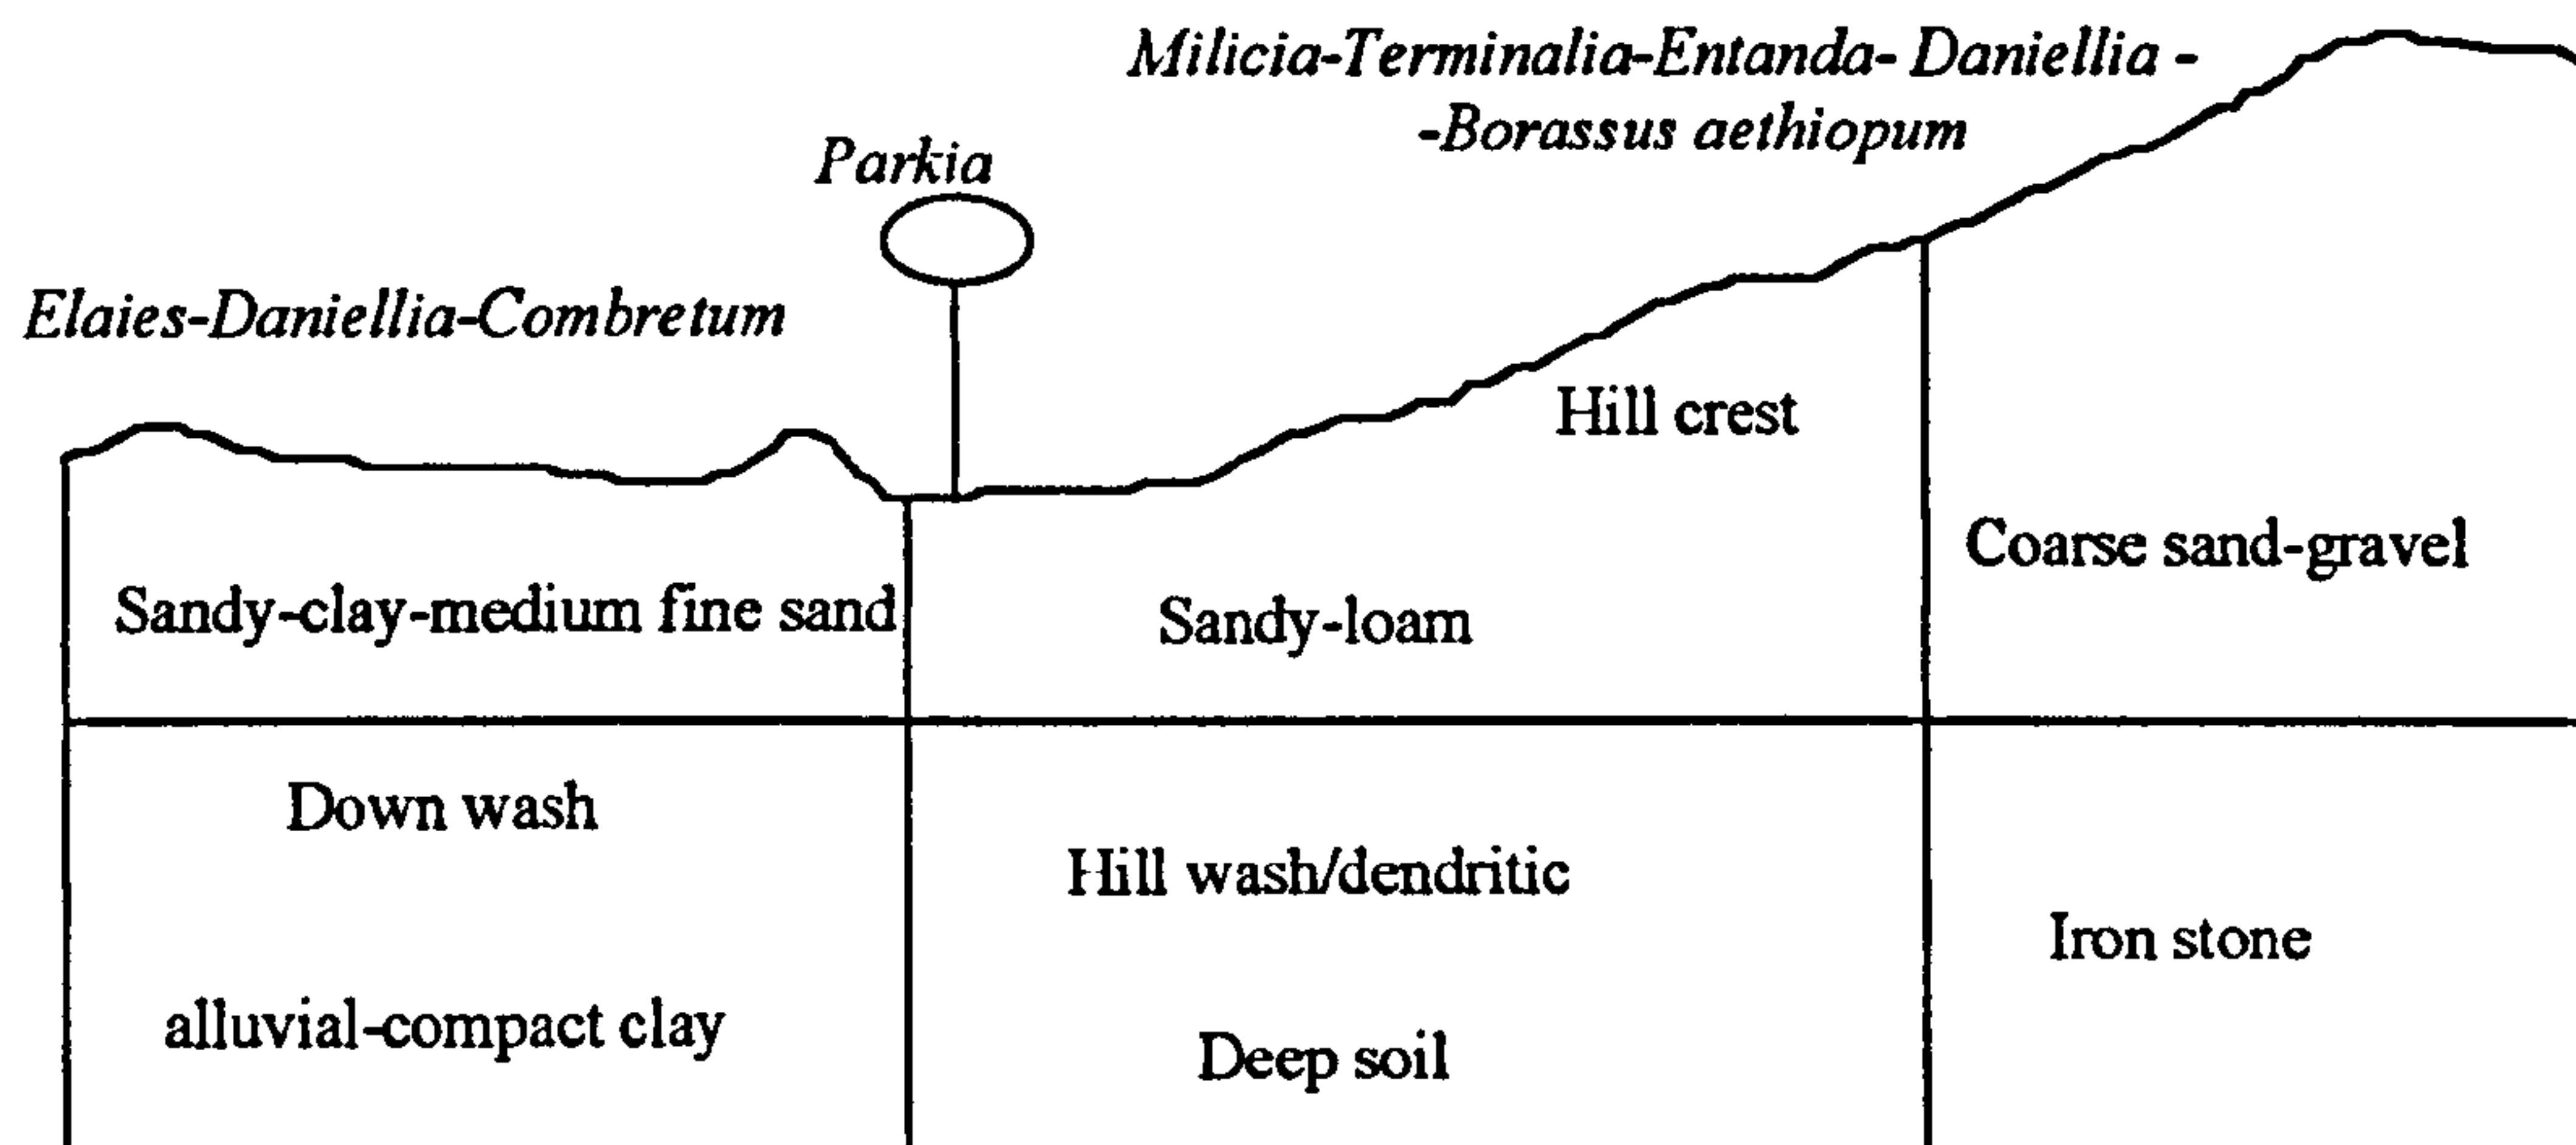 Milicia-Terminalia-Entanda- Daniellia -
-Borassus aethiopum
Parkia
Elaies-Daniellia-Combretum
Hill crest
Coarse sand-gravel
Sandy-clay-medium fine sand
Sandy-loam
Down wash
Hill wash/dendritic
Iron stone
alluvial-compact clay
Deep soil